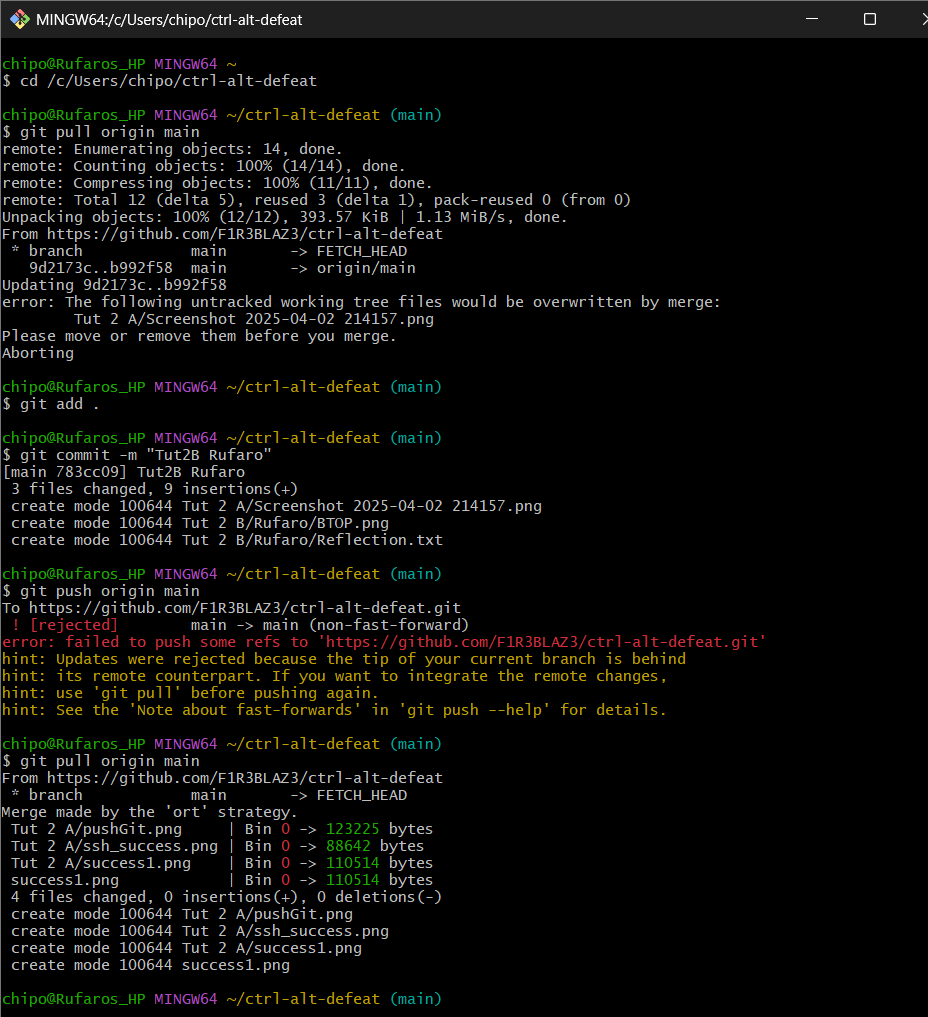 MINGW64:/c/Users/chipo/ctrl-alt-defeat
chipo@Rufaros_HP MINGW64 ~
$ cd /c/Users/chipo/ctrl-alt-defeat
chipo@Rufaros_HP MINGW64 ~/ctrl-alt-defeat (main)
$ git pull origin main
remote: Enumerating objects: 14, done.
remote: Counting objects: 100% (14/14), done.
remote: Compressing objects: 100% (11/11), done.
remote: Total 12 (delta 5), reused 3 (delta 1), pack-reused 0 (from 0)
Unpacking objects: 100% (12/12), 393.57 KiB | 1.13 MiB/s, done.
From https://github.com/F1R3BLAZ3/ctrl-alt-defeat
 * branch            main       -> FETCH_HEAD
   9d2173c..b992f58  main       -> origin/main
Updating 9d2173c..b992f58
error: The following untracked working tree files would be overwritten by merge:
        Tut 2 A/Screenshot 2025-04-02 214157.png
Please move or remove them before you merge.
Aborting
chipo@Rufaros_HP MINGW64 ~/ctrl-alt-defeat (main)
$ git add .
chipo@Rufaros_HP MINGW64 ~/ctrl-alt-defeat (main)
$ git commit -m "Tut2B Rufaro"
[main 783cc09] Tut2B Rufaro
 3 files changed, 9 insertions(+)
 create mode 100644 Tut 2 A/Screenshot 2025-04-02 214157.png
 create mode 100644 Tut 2 B/Rufaro/BTOP.png
 create mode 100644 Tut 2 B/Rufaro/Reflection.txt
chipo@Rufaros_HP MINGW64 ~/ctrl-alt-defeat (main)
$ git push origin main
To https://github.com/F1R3BLAZ3/ctrl-alt-defeat.git
 ! [rejected]        main -> main (non-fast-forward)
error: failed to push some refs to 'https://github.com/F1R3BLAZ3/ctrl-alt-defeat.git'
hint: Updates were rejected because the tip of your current branch is behind
hint: its remote counterpart. If you want to integrate the remote changes,
hint: use 'git pull' before pushing again.
hint: See the 'Note about fast-forwards' in 'git push --help' for details.
chipo@Rufaros_HP MINGW64 ~/ctrl-alt-defeat (main)
$ git pull origin main
From https://github.com/F1R3BLAZ3/ctrl-alt-defeat
 * branch            main       -> FETCH_HEAD
Merge made by the 'ort' strategy.
 Tut 2 A/pushGit.png     | Bin 0 -> 123225 bytes
 Tut 2 A/ssh_success.png | Bin 0 -> 88642 bytes
 Tut 2 A/success1.png    | Bin 0 -> 110514 bytes
 success1.png            | Bin 0 -> 110514 bytes
 4 files changed, 0 insertions(+), 0 deletions(-)
 create mode 100644 Tut 2 A/pushGit.png
 create mode 100644 Tut 2 A/ssh_success.png
 create mode 100644 Tut 2 A/success1.png
 create mode 100644 success1.png
chipo@Rufaros_HP MINGW64 ~/ctrl-alt-defeat (main)